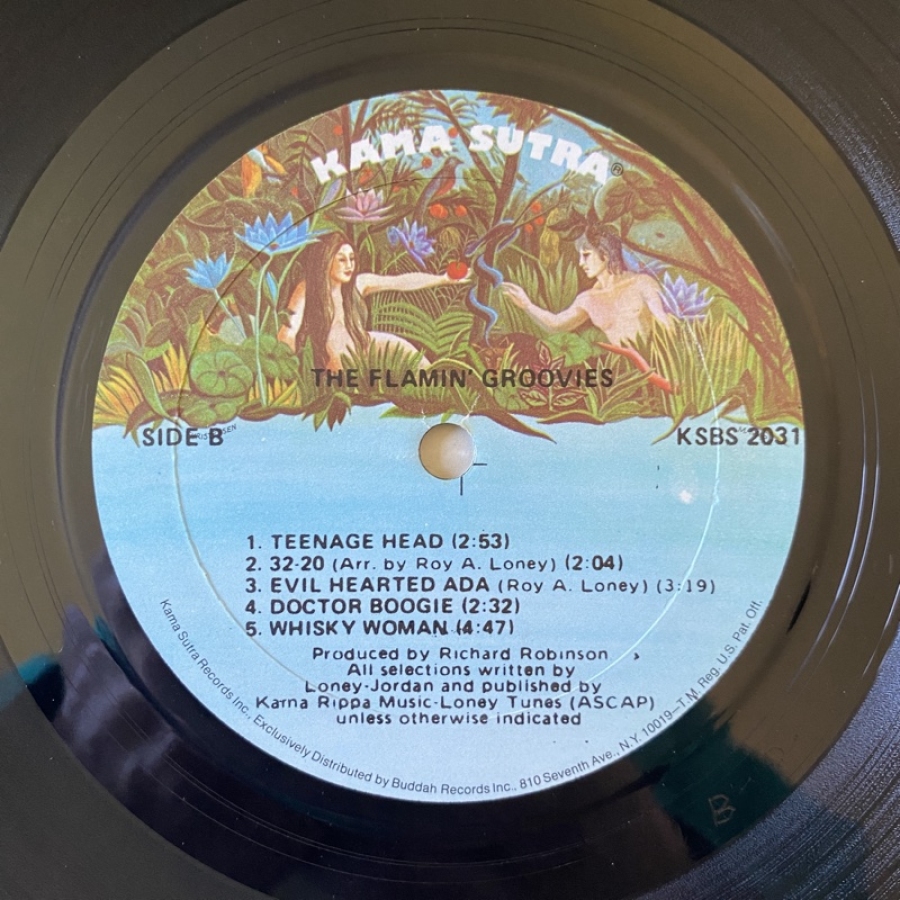 KAMA SUTRA®
THE FLAMIN' GROOVIES
SIDE B
KSBS 2031
1. TEENAGE HEAD (2:53)
2. 32-20 (Arr. by Roy A. Loney) (2:04)
3. EVIL HEARTED ADA (Roy A. Loney) (3:19)
4. DOCTOR BOOGIE (2:32)
5. WHISKY WOMAN (4:47)
Produced by Richard Robinson
All selections written by
Loney-Jordan and published by
Karna Rippa Music-Loney Tunes (ASCAP)
unless otherwise indicated
Kama Sutra Records Inc., Exclusively Distributed by Buddah Records Inc., 810 Seventh Ave., N.Y. 10019—T.M. Reg. U.S. Pat. Off.
B